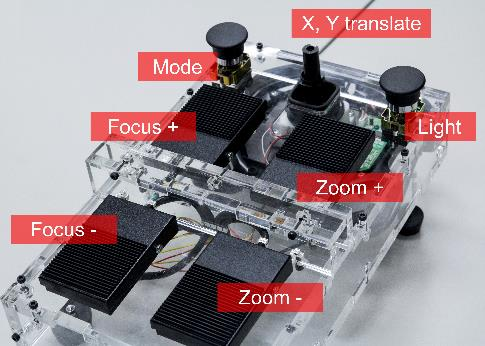 X, Y translate
Mode
Focus +
Light
Zoom +
Focus -
Zoom -